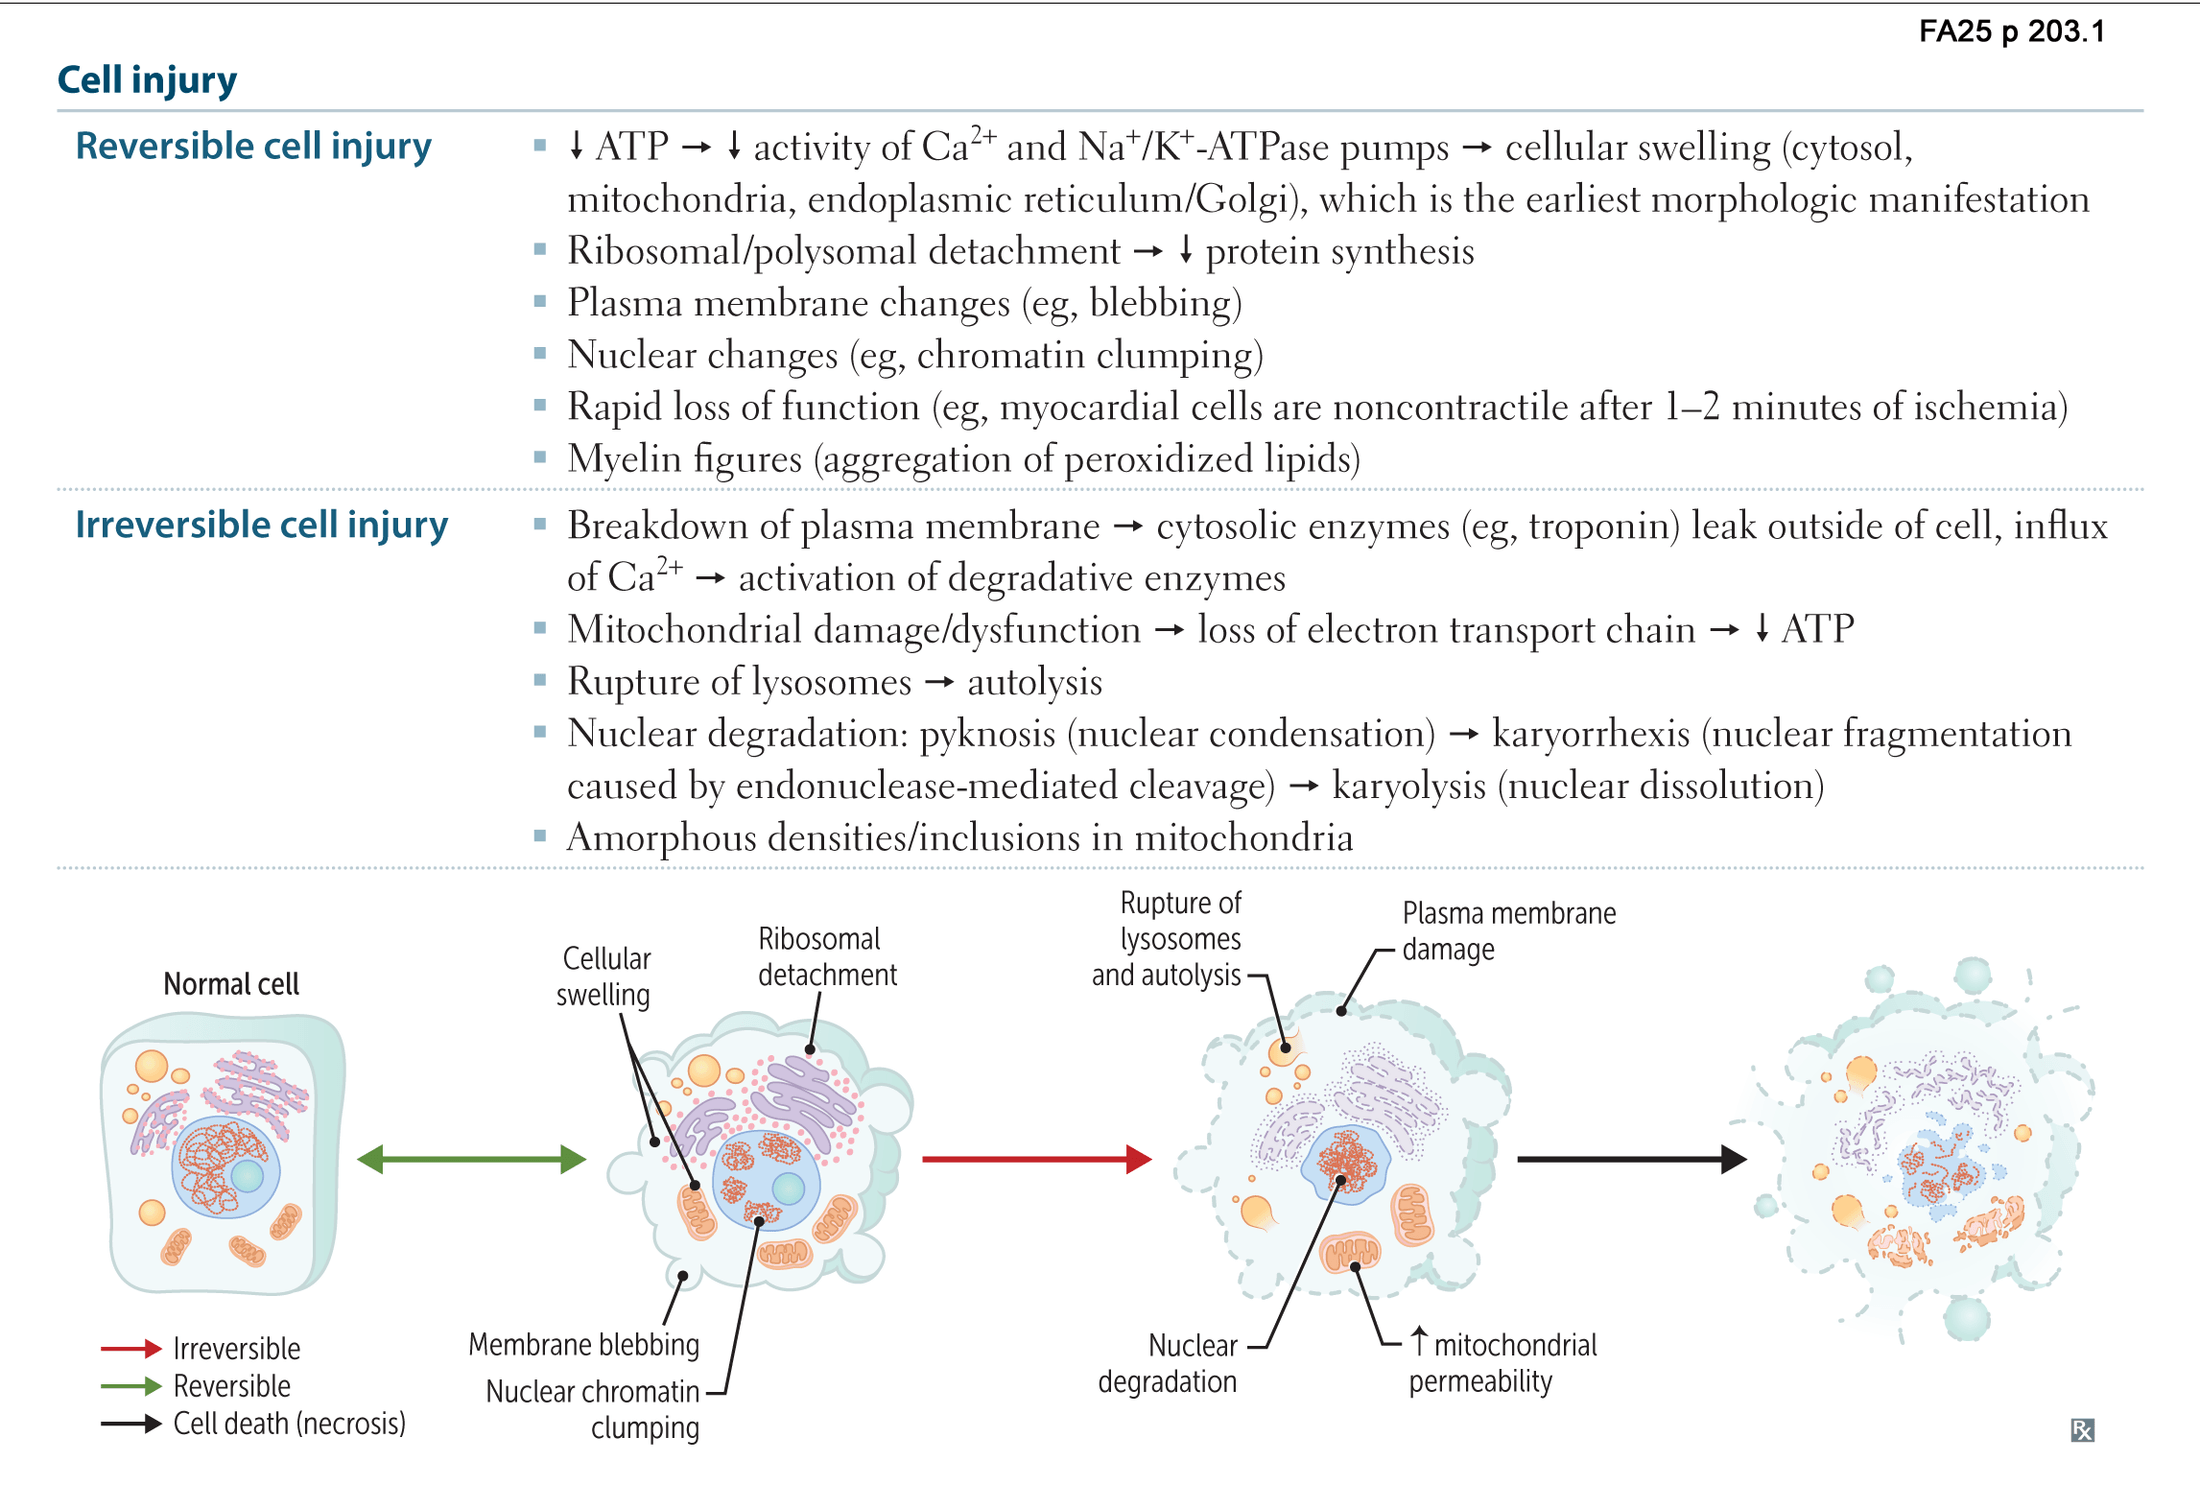 FA25 p 203.1
Cell injury
Reversible cell injury
▪ ↓ ATP → ↓ activity of Ca²⁺ and Na⁺/K⁺-ATPase pumps → cellular swelling (cytosol,
mitochondria, endoplasmic reticulum/Golgi), which is the earliest morphologic manifestation
▪ Ribosomal/polysomal detachment → ↓ protein synthesis
▪ Plasma membrane changes (eg, blebbing)
▪ Nuclear changes (eg, chromatin clumping)
▪ Rapid loss of function (eg, myocardial cells are noncontractile after 1–2 minutes of ischemia)
▪ Myelin figures (aggregation of peroxidized lipids)
Irreversible cell injury
▪ Breakdown of plasma membrane → cytosolic enzymes (eg, troponin) leak outside of cell, influx
of Ca²⁺ → activation of degradative enzymes
▪ Mitochondrial damage/dysfunction → loss of electron transport chain → ↓ ATP
▪ Rupture of lysosomes → autolysis
▪ Nuclear degradation: pyknosis (nuclear condensation) → karyorrhexis (nuclear fragmentation
caused by endonuclease-mediated cleavage) → karyolysis (nuclear dissolution)
▪ Amorphous densities/inclusions in mitochondria
Normal cell
Cellular
swelling
Ribosomal
detachment
Rupture of
lysosomes
and autolysis
Plasma membrane
damage
Membrane blebbing
Nuclear chromatin
clumping
Nuclear
degradation
↑ mitochondrial
permeability
Irreversible
Reversible
Cell death (necrosis)
Rx